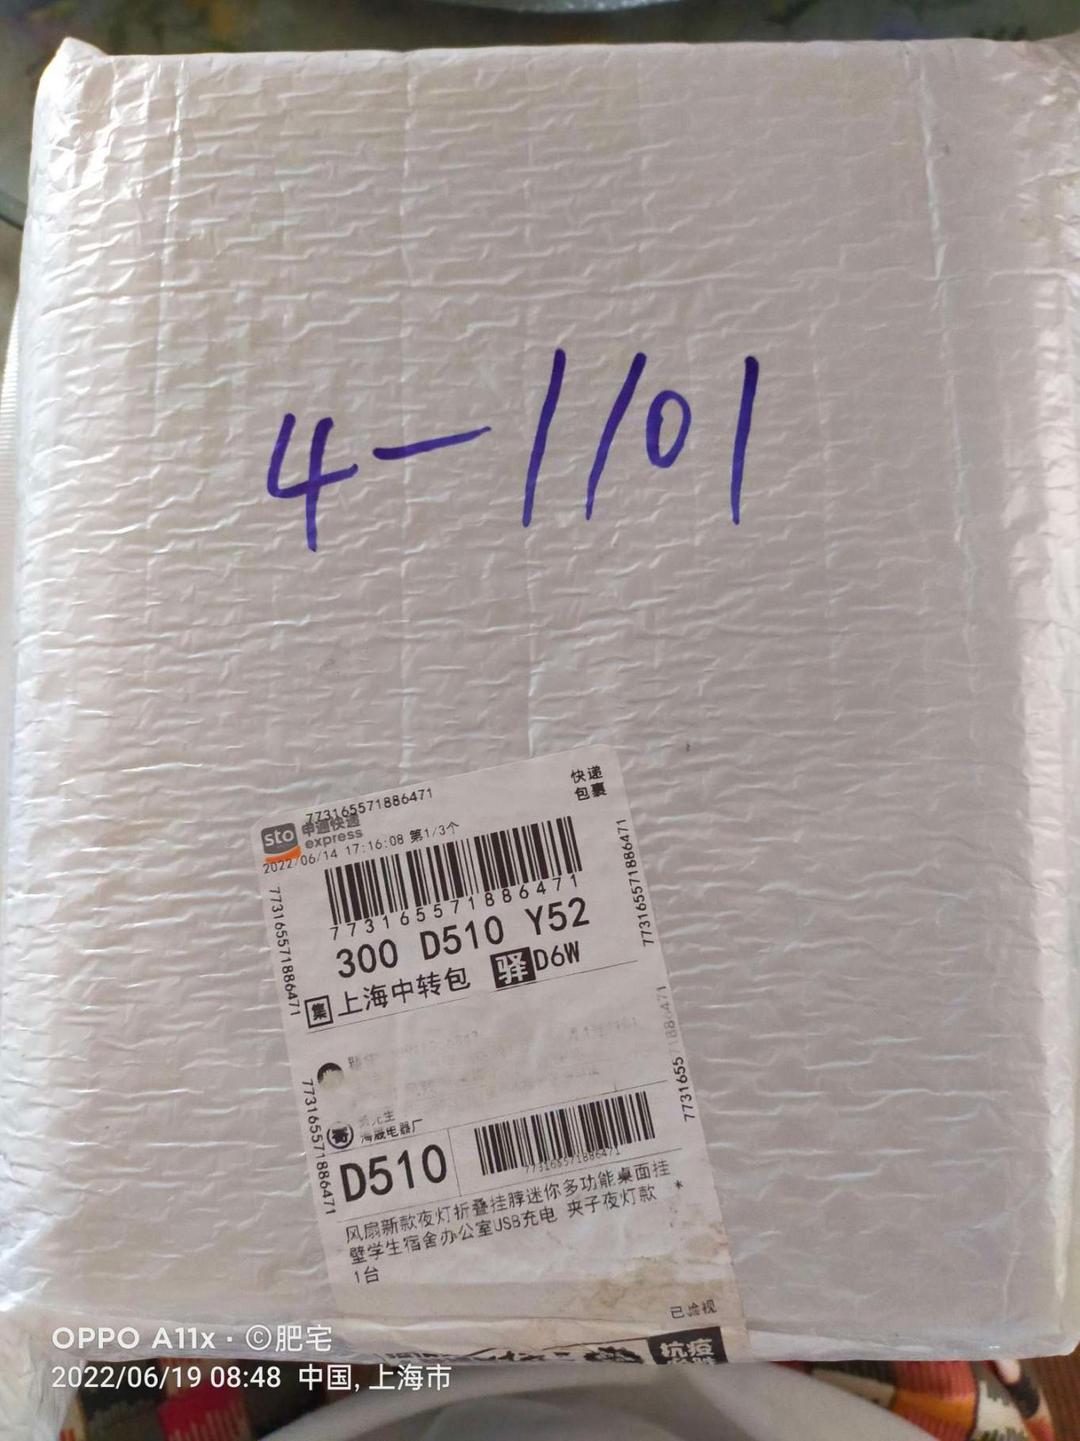 4-1101
773165571886471
快递
包裹
sto 申通快递
express
2022/06/14 17:16:08 第1/3个
773165571886471
773165571886471
773165571886471
300 D510 Y52
集 上海中转包 驿 D6W
773165571886471
773165571886471
寄
电器厂
D510
773165571886471
风扇新款夜灯折叠挂脖迷你多功能桌面挂
壁学生宿舍办公室USB充电 夹子夜灯款 *
1台
已验视
抗疫
OPPO A11x · ©肥宅
2022/06/19 08:48 中国, 上海市